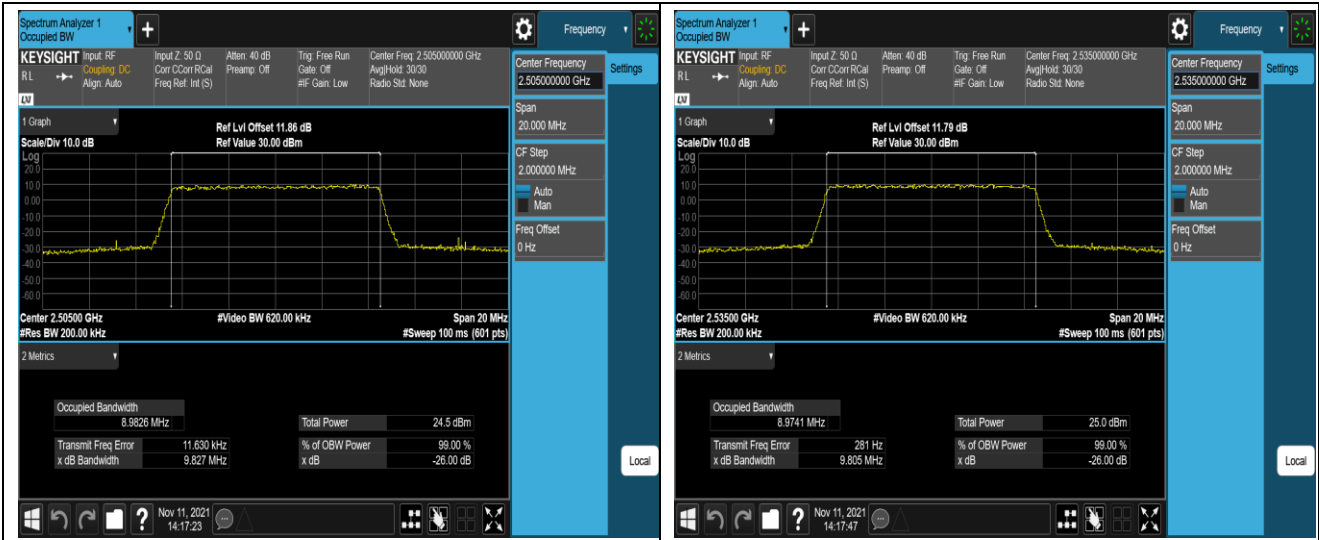 Spectrum Analyzer 1
Occupied BW
+
Frequency
KEYSIGHT
RL
LXI
Input: RF
Coupling: DC
Align: Auto
Input Z: 50 Ω
Corr CCorr RCal
Freq Ref: Int (S)
Atten: 40 dB
Preamp: Off
Trig: Free Run
Gate: Off
#IF Gain: Low
Center Freq: 2.505000000 GHz
Avg|Hold: 30/30
Radio Std: None
Center Frequency
2.505000000 GHz
Settings
Span
20.000 MHz
CF Step
2.000000 MHz
Auto
Man
Freq Offset
0 Hz
Local
1 Graph
Scale/Div 10.0 dB
Ref Lvl Offset 11.86 dB
Ref Value 30.00 dBm
Log
20.0
10.0
0.00
-10.0
-20.0
-30.0
-40.0
-50.0
-60.0
Center 2.50500 GHz
#Video BW 620.00 kHz
Span 20 MHz
#Res BW 200.00 kHz
#Sweep 100 ms (601 pts)
2 Metrics
Occupied Bandwidth
8.9826 MHz
Total Power 24.5 dBm
Transmit Freq Error 11.630 kHz
% of OBW Power 99.00 %
x dB Bandwidth 9.827 MHz
x dB -26.00 dB
?
Nov 11, 2021
14:17:23
Spectrum Analyzer 1
Occupied BW
+
Frequency
KEYSIGHT
RL
LXI
Input: RF
Coupling: DC
Align: Auto
Input Z: 50 Ω
Corr CCorr RCal
Freq Ref: Int (S)
Atten: 40 dB
Preamp: Off
Trig: Free Run
Gate: Off
#IF Gain: Low
Center Freq: 2.535000000 GHz
Avg|Hold: 30/30
Radio Std: None
Center Frequency
2.535000000 GHz
Settings
Span
20.000 MHz
CF Step
2.000000 MHz
Auto
Man
Freq Offset
0 Hz
Local
1 Graph
Scale/Div 10.0 dB
Ref Lvl Offset 11.79 dB
Ref Value 30.00 dBm
Log
20.0
10.0
0.00
-10.0
-20.0
-30.0
-40.0
-50.0
-60.0
Center 2.53500 GHz
#Video BW 620.00 kHz
Span 20 MHz
#Res BW 200.00 kHz
#Sweep 100 ms (601 pts)
2 Metrics
Occupied Bandwidth
8.9741 MHz
Total Power 25.0 dBm
Transmit Freq Error 281 Hz
% of OBW Power 99.00 %
x dB Bandwidth 9.805 MHz
x dB -26.00 dB
?
Nov 11, 2021
14:17:47